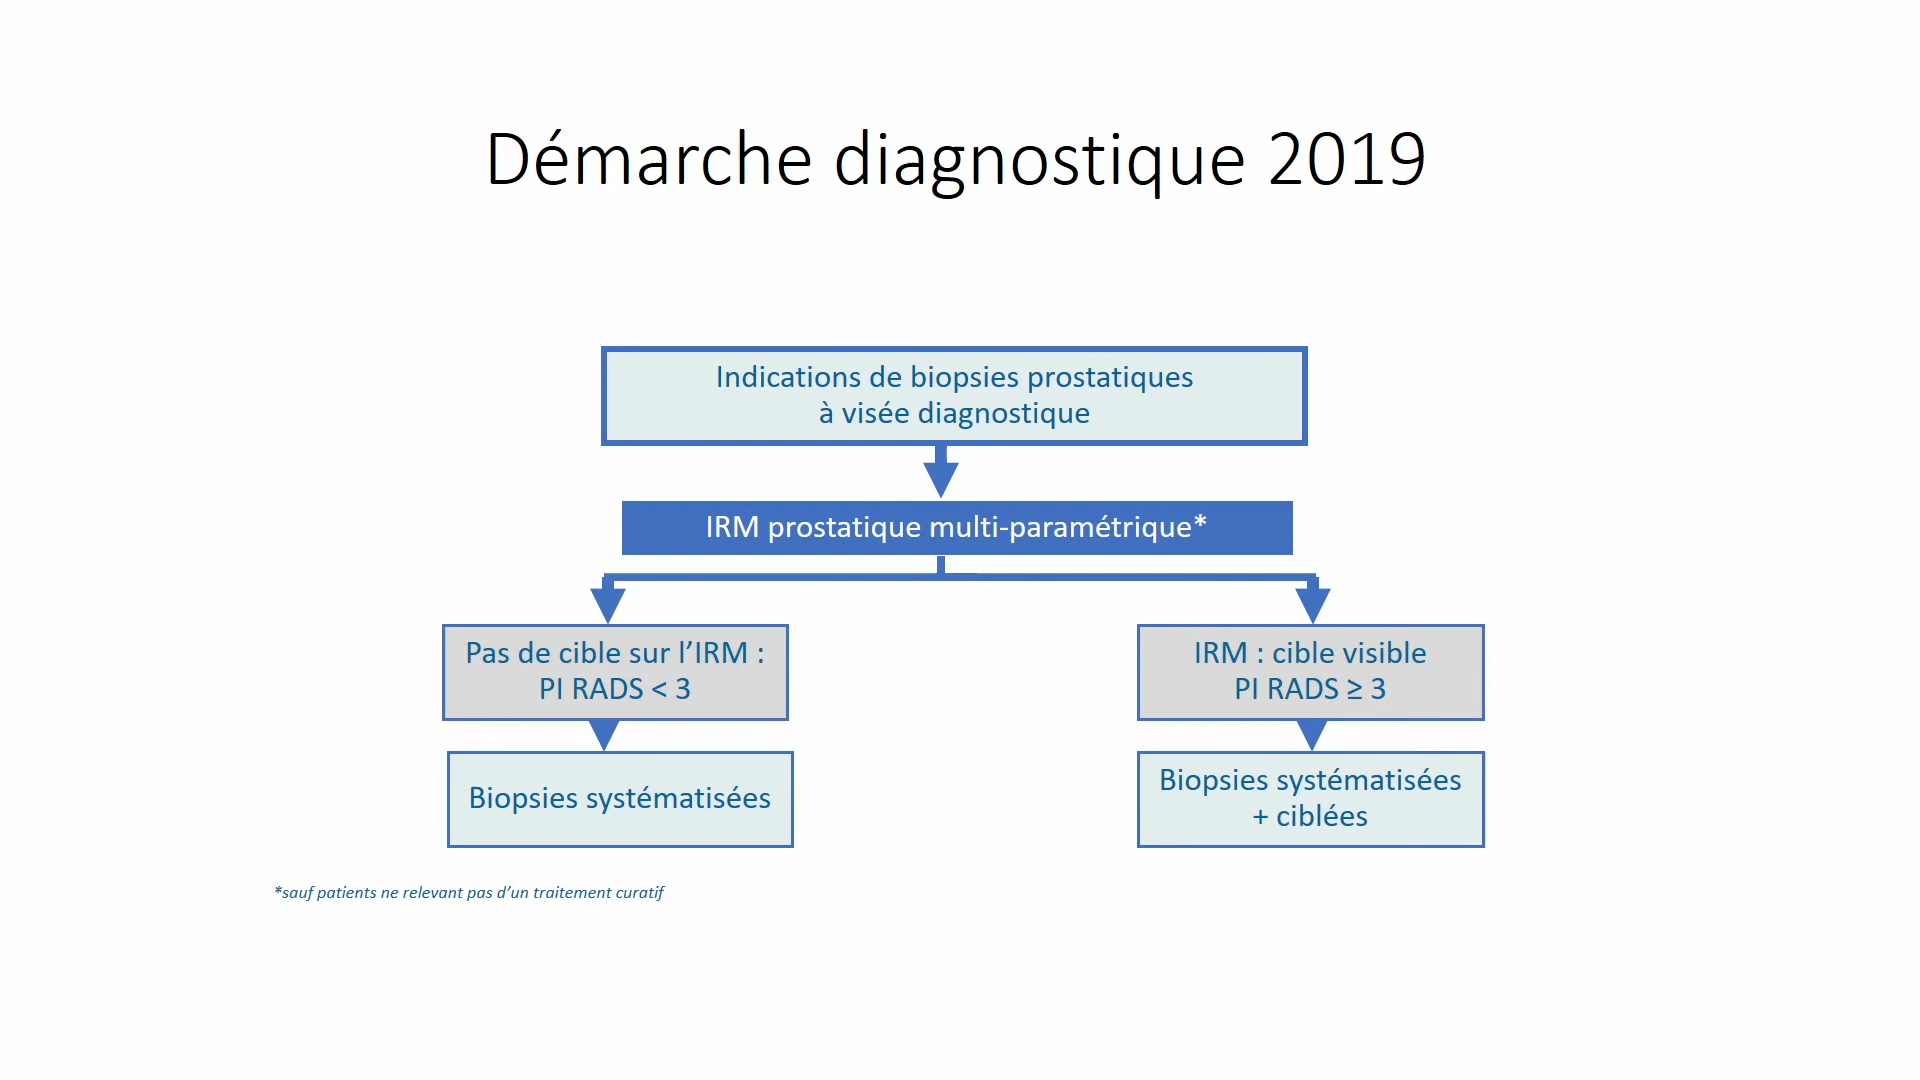 Démarche diagnostique 2019
Indications de biopsies prostatiques
à visée diagnostique
IRM prostatique multi-paramétrique*
Pas de cible sur l’IRM :
PI RADS < 3
IRM : cible visible
PI RADS ≥ 3
Biopsies systématisées
Biopsies systématisées
+ ciblées
*sauf patients ne relevant pas d’un traitement curatif